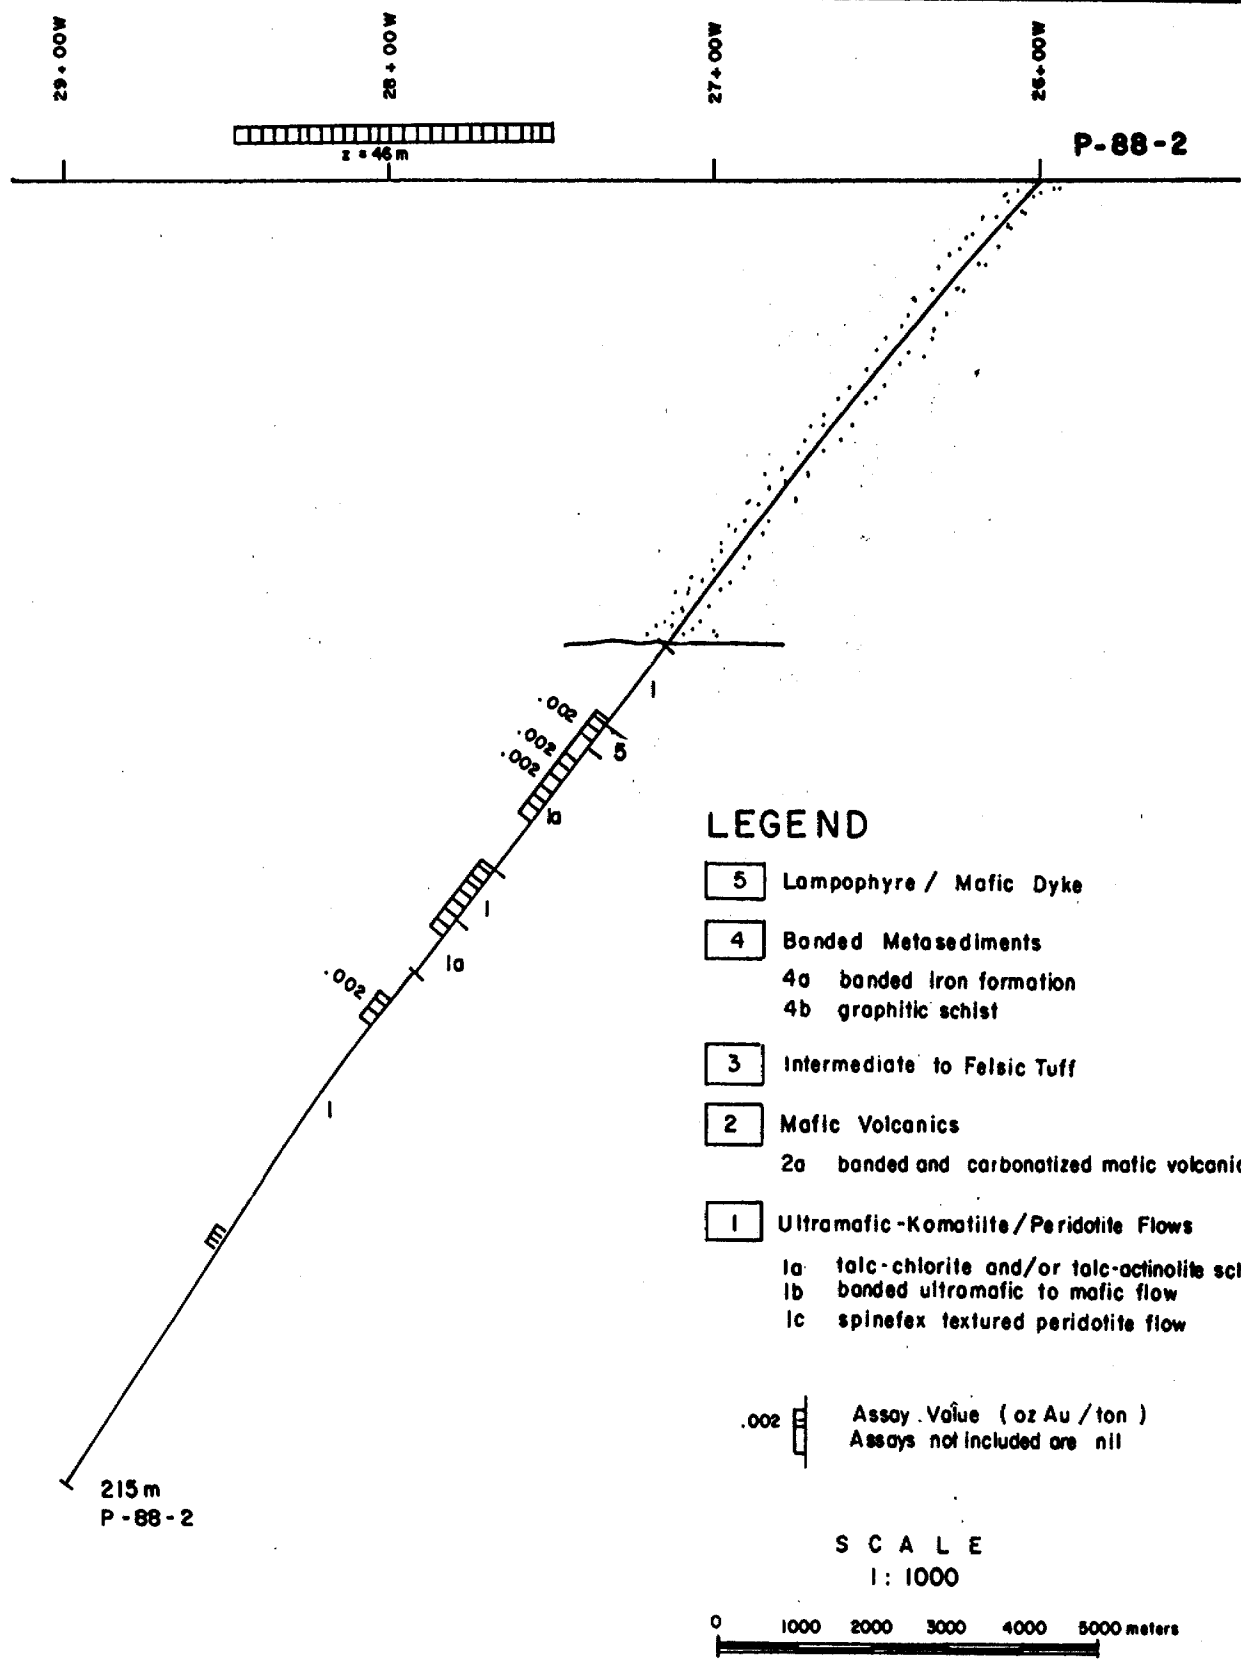 29+00W
28+00W
27+00W
26+00W
z = 46 m
P-88-2
1
.002
.002
.002
5
1a
1
1a
.002
1
LEGEND
5 Lampophyre / Mafic Dyke
4 Banded Metasediments
4a banded iron formation
4b graphitic schist
3 Intermediate to Felsic Tuff
2 Mafic Volcanics
2a banded and carbonatized mafic volcanic
1 Ultramafic-Komatiite/Peridotite Flows
1a talc-chlorite and/or talc-actinolite sch
1b banded ultramafic to mafic flow
1c spinefex textured peridotite flow
.002 Assay Value ( oz Au / ton )
Assays not included are nil
215 m
P-88-2
SCALE
1: 1000
0 1000 2000 3000 4000 5000 meters